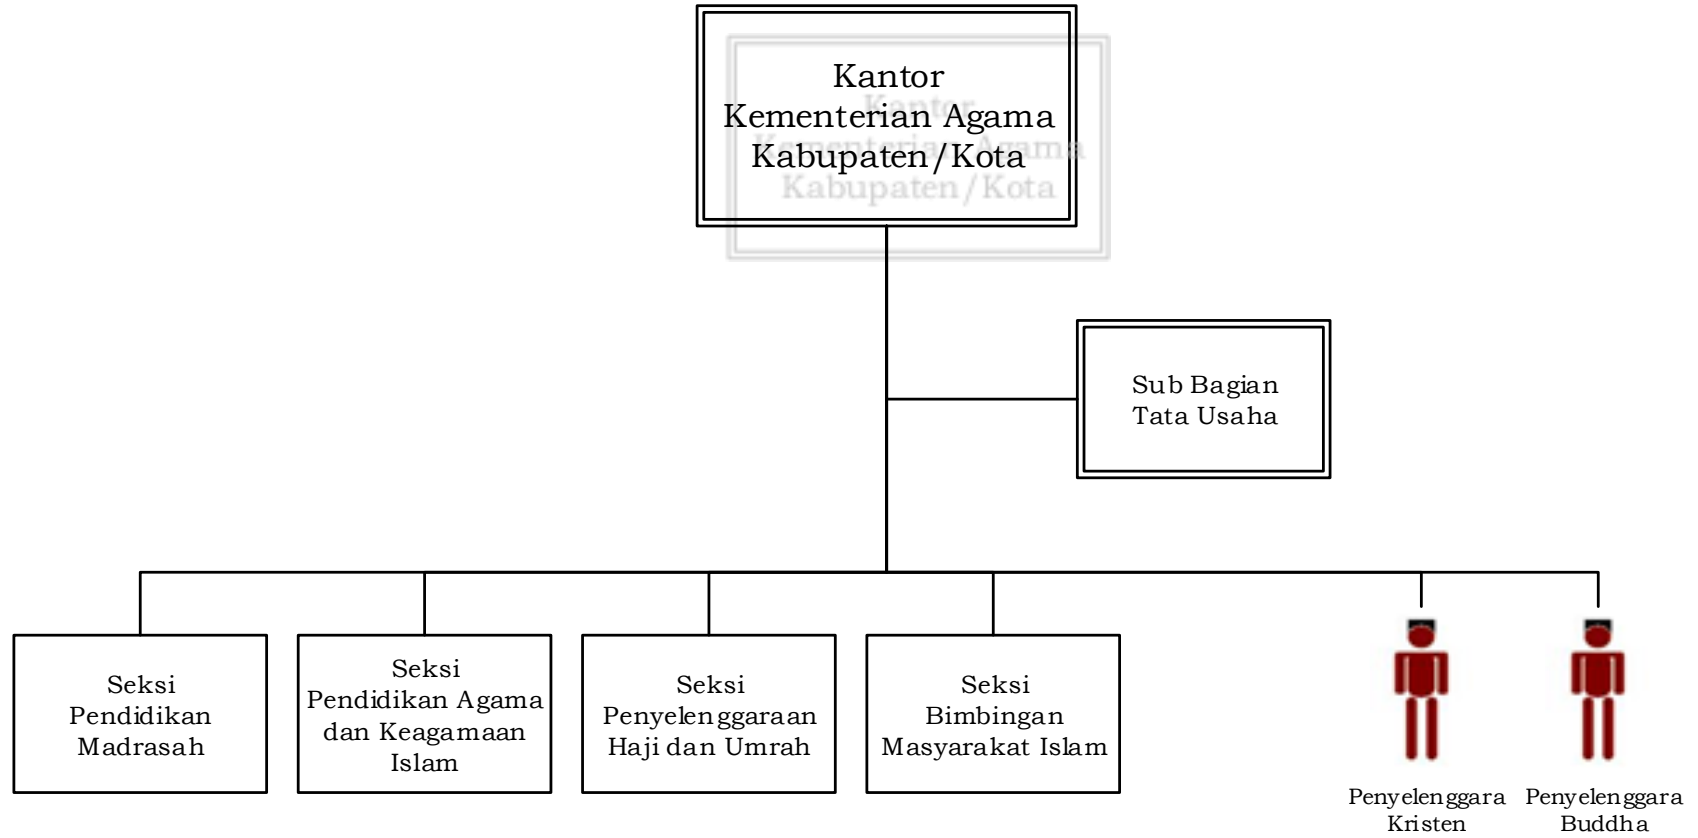 Kantor
Kementerian Agama
Kabupaten/Kota
Sub Bagian
Tata Usaha
Seksi
Pendidikan
Madrasah
Seksi
Pendidikan Agama
dan Keagamaan
Islam
Seksi
Penyelenggaraan
Haji dan Umrah
Seksi
Bimbingan
Masyarakat Islam
Penyelenggara
Kristen
Penyelenggara
Buddha